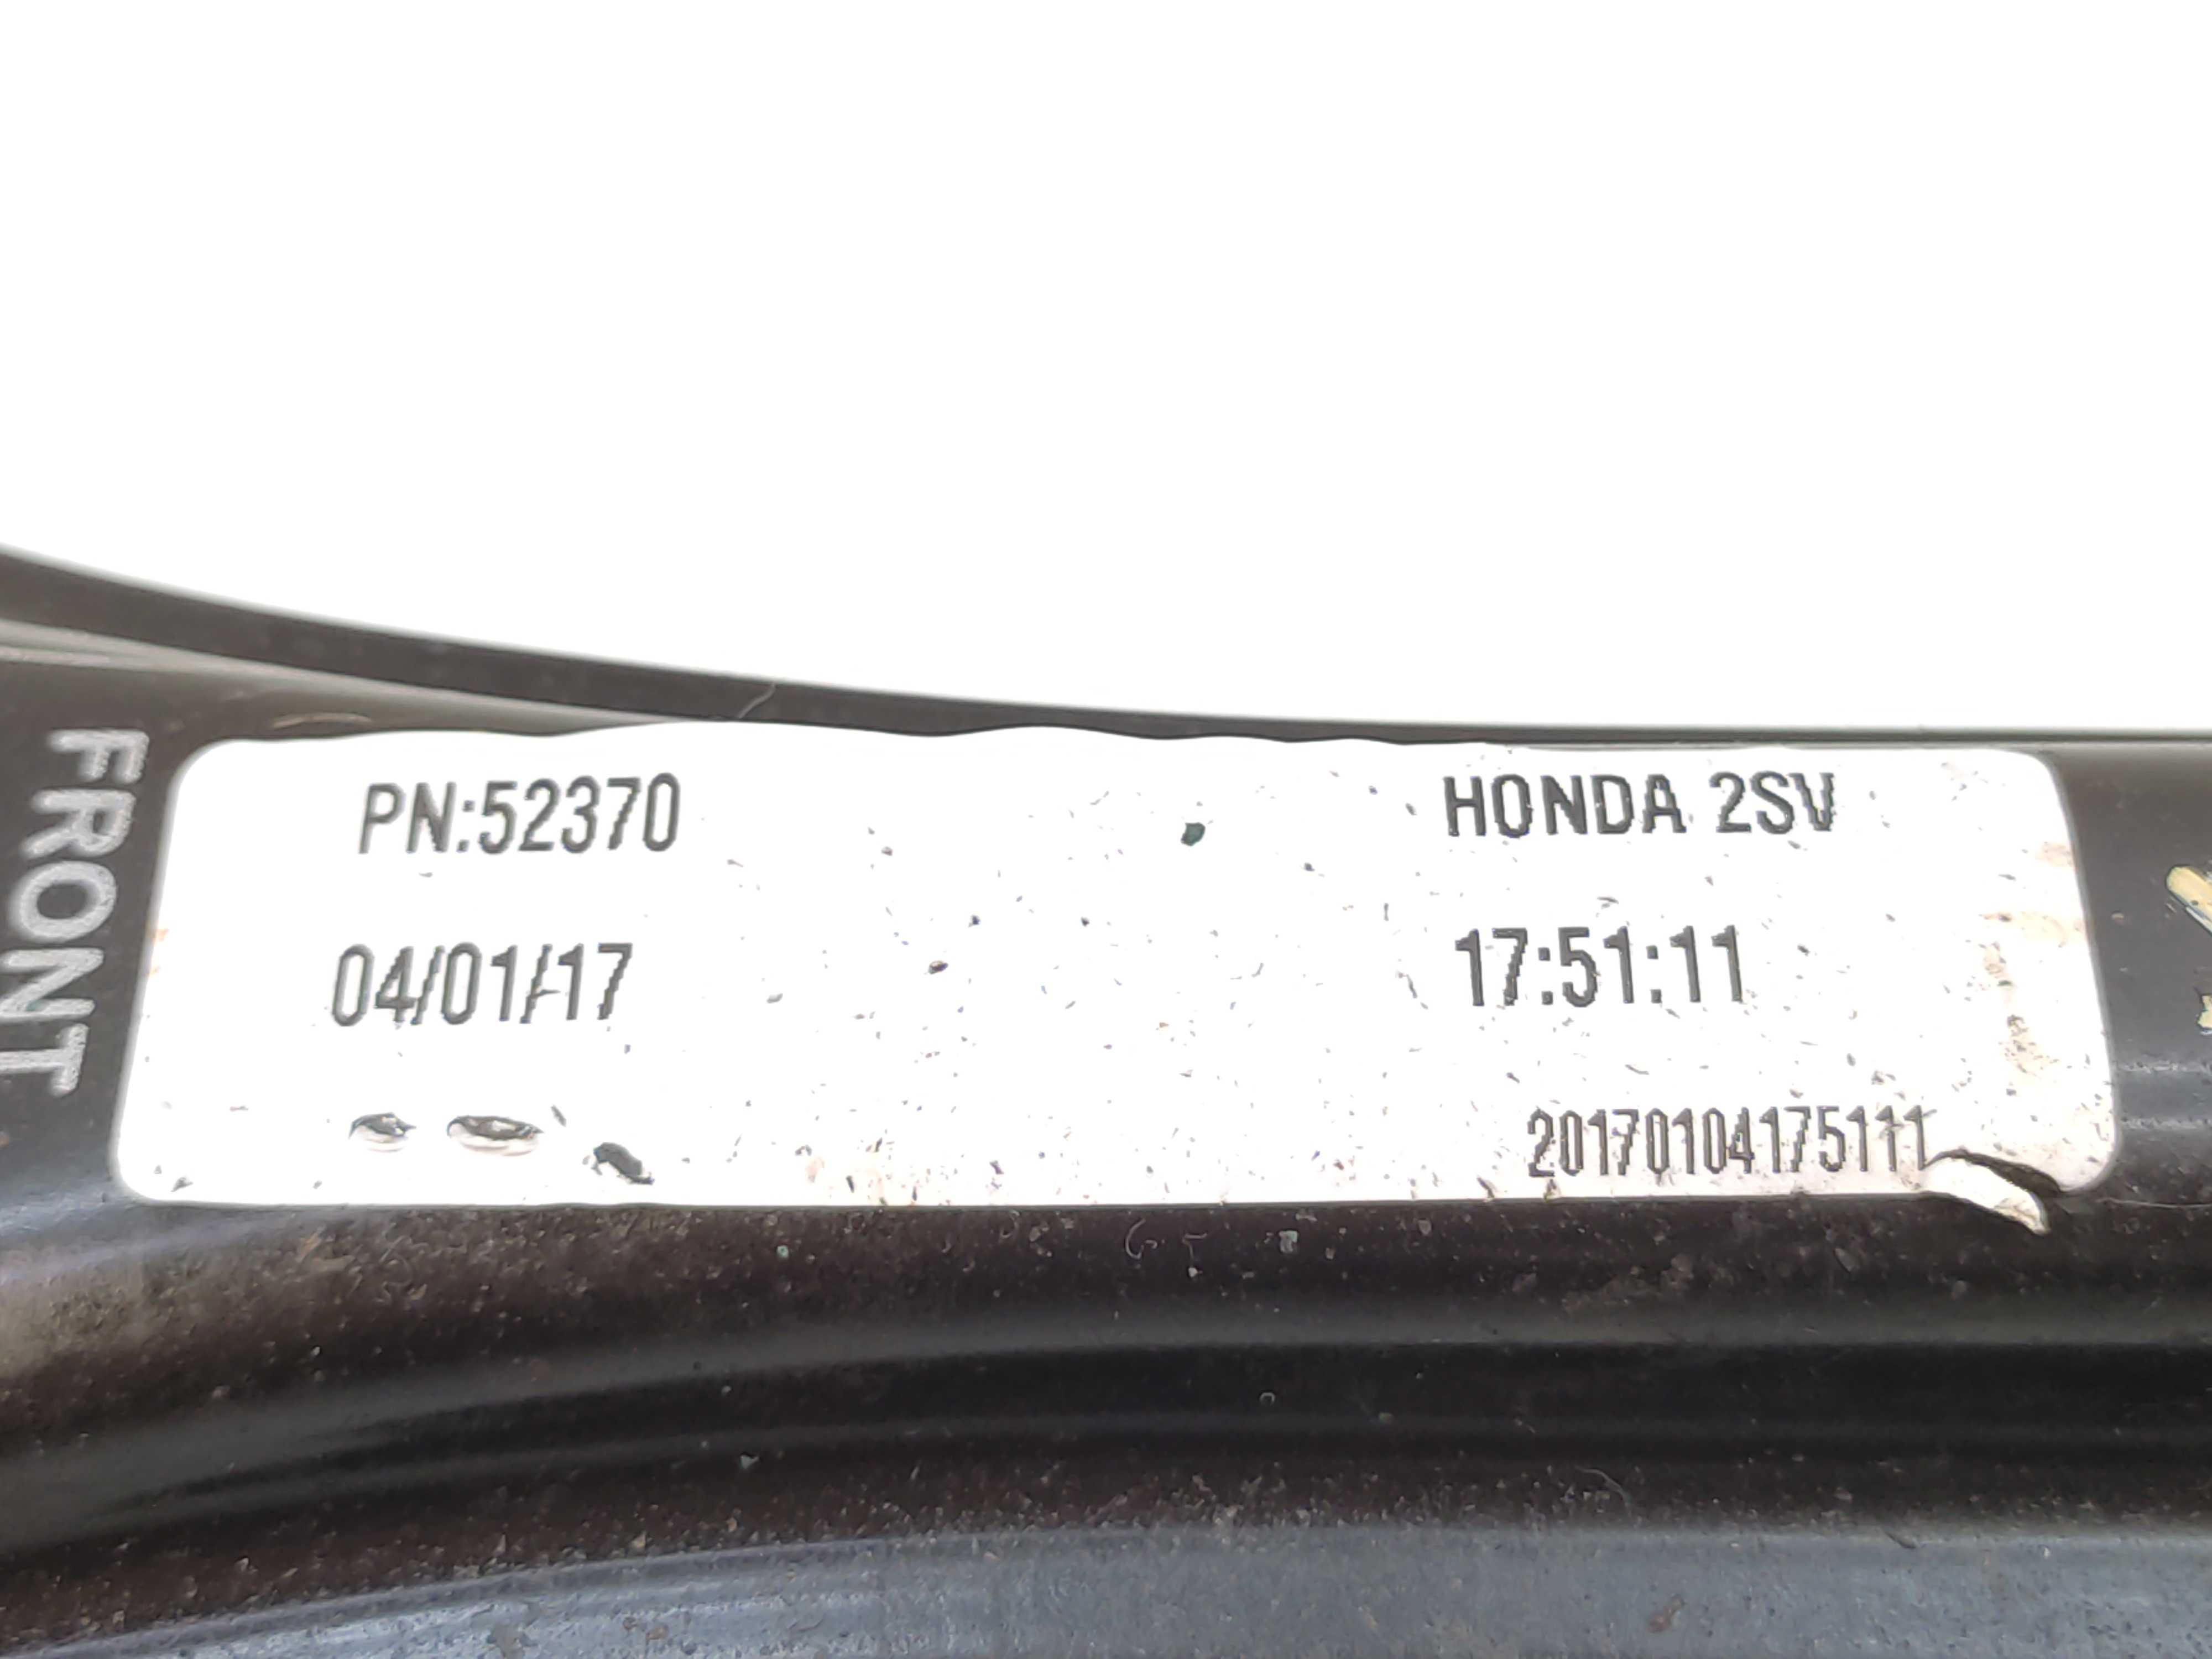 FRONT
PN:52370
HONDA 2SV
04/01/17
17:51:11
20170104175111